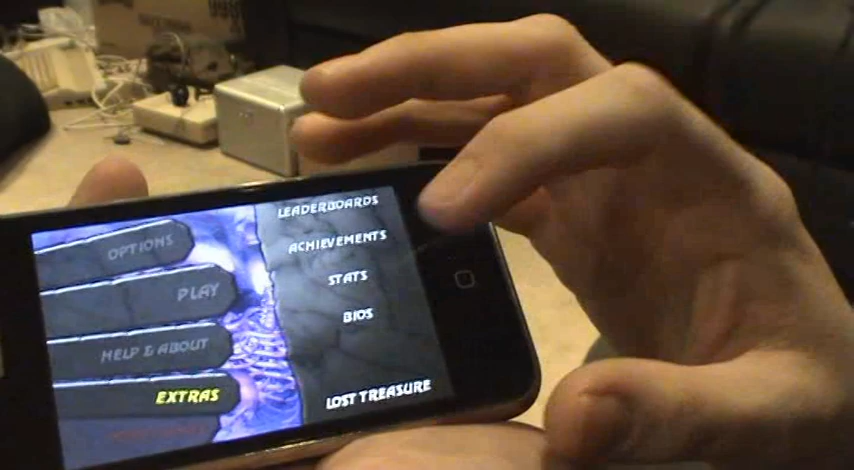 OPTIONS
PLAY
HELP & ABOUT
EXTRAS
LEADERBOARDS
ACHIEVEMENTS
STATS
BIOS
LOST TREASURE